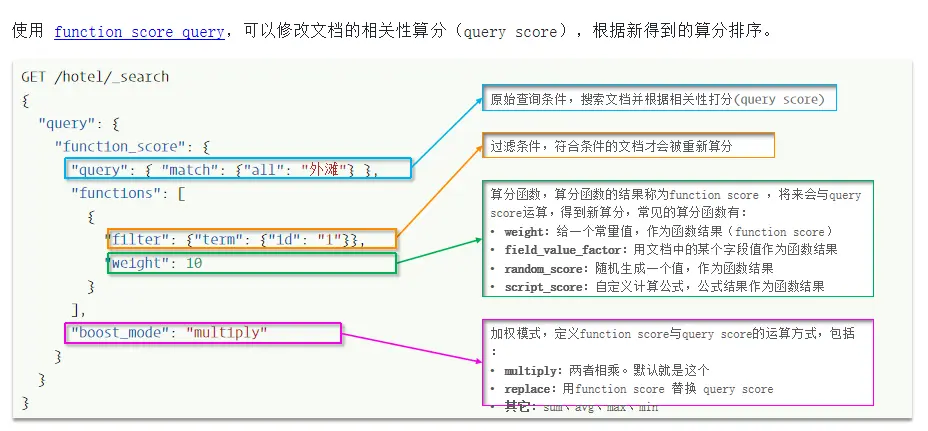 使用 function score query，可以修改文档的相关性算分（query score），根据新得到的算分排序。
GET /hotel/_search
{
"query": {
"function_score": {
"query": { "match": {"all": "外滩"} },
"functions": [
{
"filter": {"term": {"id": "1"}},
"weight": 10
}
],
"boost_mode": "multiply"
}
}
}
原始查询条件，搜索文档并根据相关性打分(query score)
过滤条件，符合条件的文档才会被重新算分
算分函数，算分函数的结果称为function score ，将来会与query
score运算，得到新算分，常见的算分函数有：
• weight：给一个常量值，作为函数结果（function score）
• field_value_factor：用文档中的某个字段值作为函数结果
• random_score：随机生成一个值，作为函数结果
• script_score：自定义计算公式，公式结果作为函数结果
加权模式，定义function score与query score的运算方式，包括
：
• multiply：两者相乘。默认就是这个
• replace：用function score 替换 query score
• 其它：sum、avg、max、min